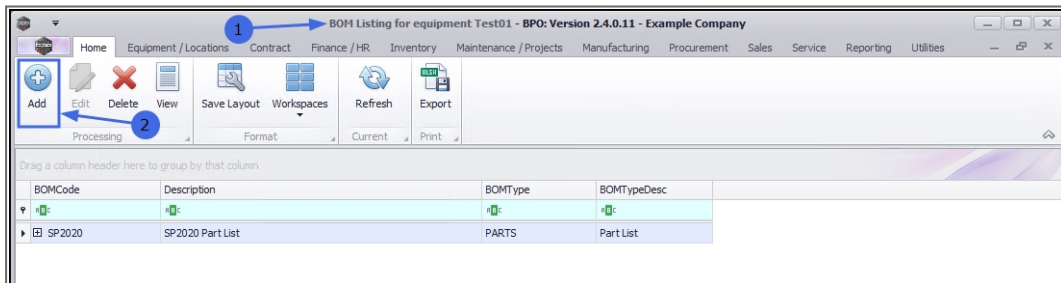 1
BOM Listing for equipment Test01 - BPO: Version 2.4.0.11 - Example Company
Home Equipment / Locations Contract Finance / HR Inventory Maintenance / Projects Manufacturing Procurement Sales Service Reporting Utilities
Add Edit Delete View Save Layout Workspaces Refresh Export
2
Processing Format Current Print
Drag a column header here to group by that column
BOMCode Description BOMType BOMTypeDesc
SP2020 SP2020 Part List PARTS Part List